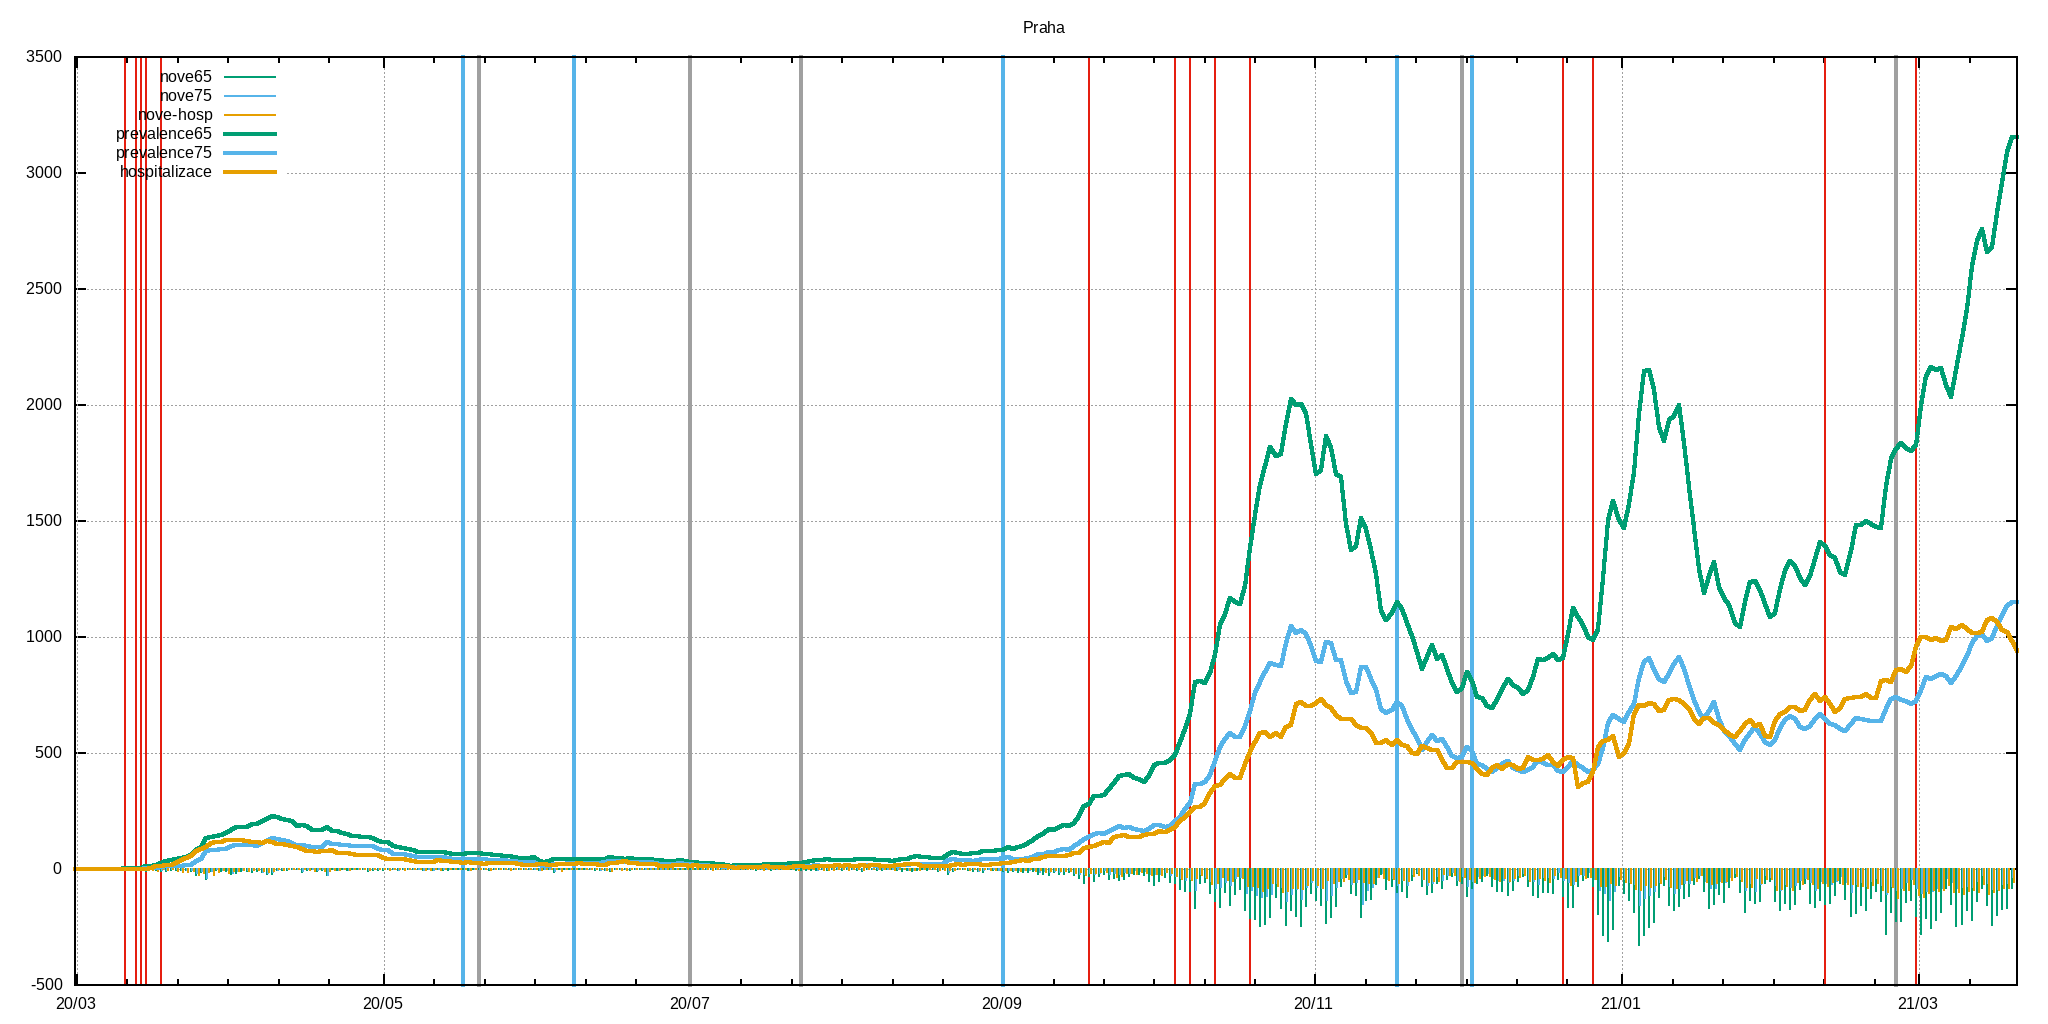 Praha
3500
3000
2500
2000
1500
1000
500
0
-500
nove65
nove75
nove-hosp
prevalence65
prevalence75
hospitalizace
20/03 20/05 20/07 20/09 20/11 21/01 21/03